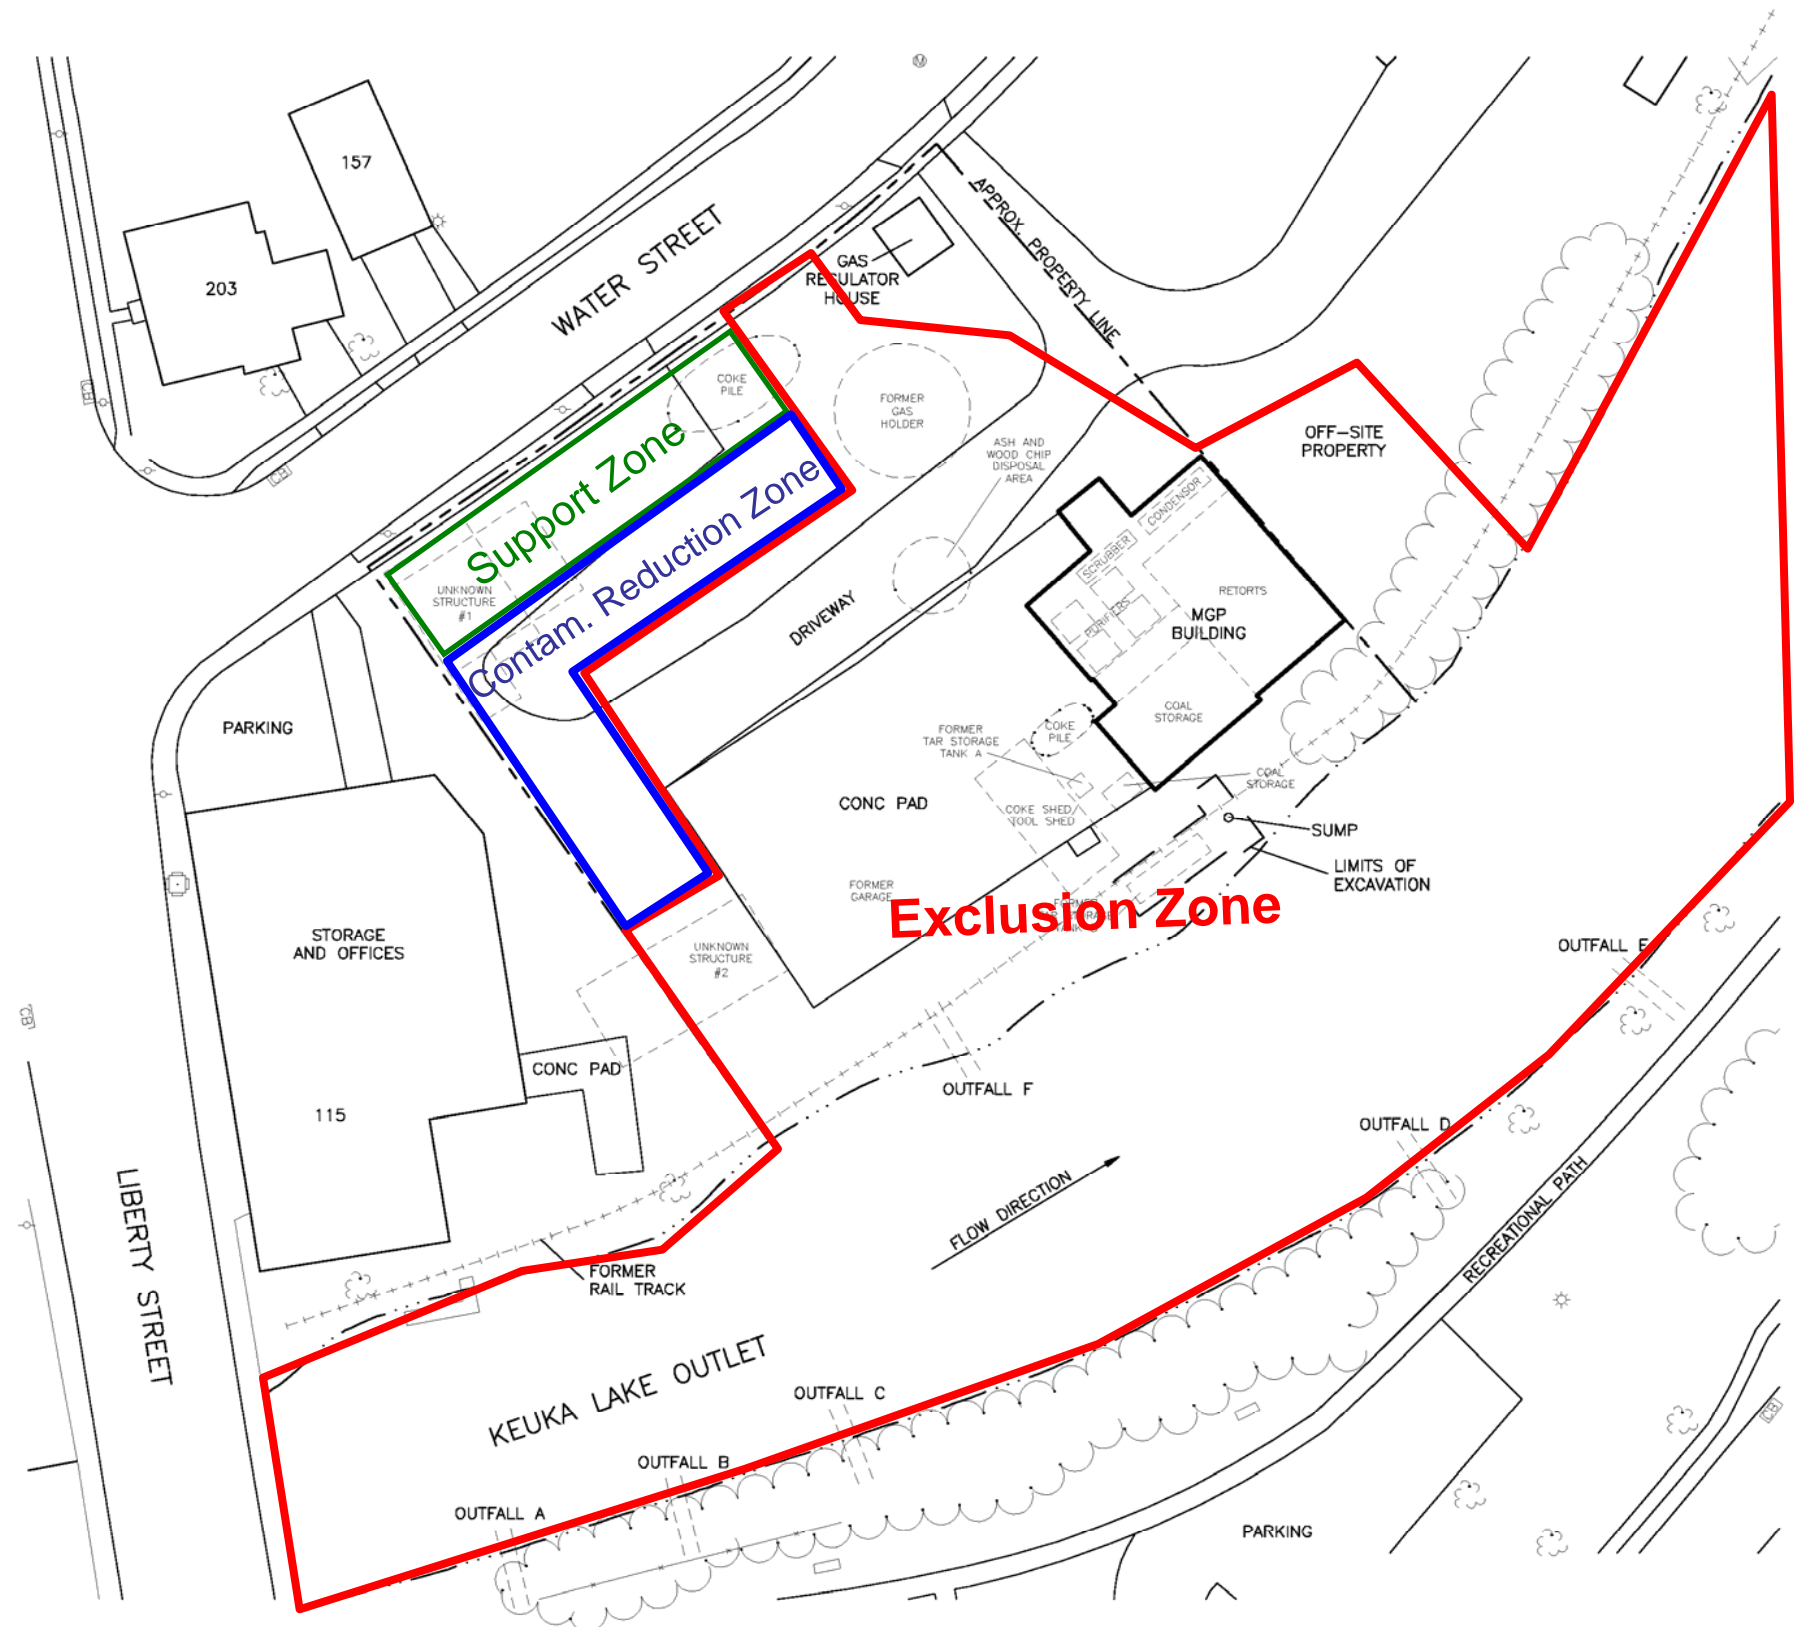 M
157
203
WATER STREET
CB
CB
GAS
REGULATOR
HOUSE
APPROX. PROPERTY LINE
COKE
PILE
FORMER
GAS
HOLDER
ASH AND
WOOD CHIP
DISPOSAL
AREA
OFF-SITE
PROPERTY
Support Zone
Contam. Reduction Zone
UNKNOWN
STRUCTURE
#1
DRIVEWAY
CONDENSOR
SCRUBBER
PURIFIERS
RETORTS
MGP
BUILDING
COAL
STORAGE
PARKING
FORMER
TAR STORAGE
TANK A
COKE
PILE
COAL
STORAGE
CONC PAD
COKE SHED
TOOL SHED
SUMP
LIMITS OF
EXCAVATION
FORMER
GARAGE
Exclusion Zone
STORAGE
AND OFFICES
UNKNOWN
STRUCTURE
#2
OUTFALL E
CB
CONC PAD
OUTFALL F
115
OUTFALL D
LIBERTY STREET
FLOW DIRECTION
RECREATIONAL PATH
FORMER
RAIL TRACK
KEUKA LAKE OUTLET
OUTFALL C
CB
OUTFALL B
OUTFALL A
PARKING